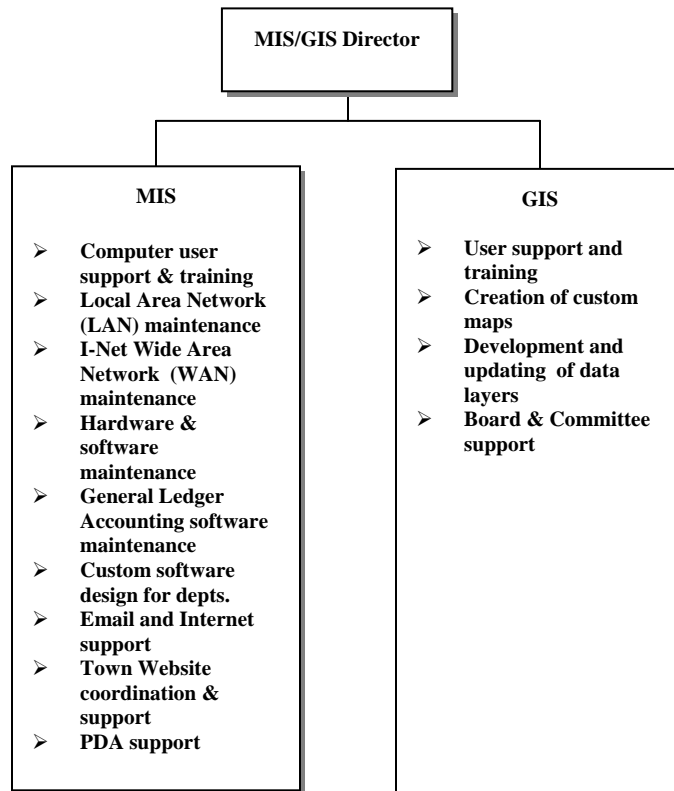 MIS/GIS Director
MIS
➢ Computer user
support & training
➢ Local Area Network
(LAN) maintenance
➢ I-Net Wide Area
Network (WAN)
maintenance
➢ Hardware &
software
maintenance
➢ General Ledger
Accounting software
maintenance
➢ Custom software
design for depts.
➢ Email and Internet
support
➢ Town Website
coordination &
support
➢ PDA support
GIS
➢ User support and
training
➢ Creation of custom
maps
➢ Development and
updating of data
layers
➢ Board & Committee
support